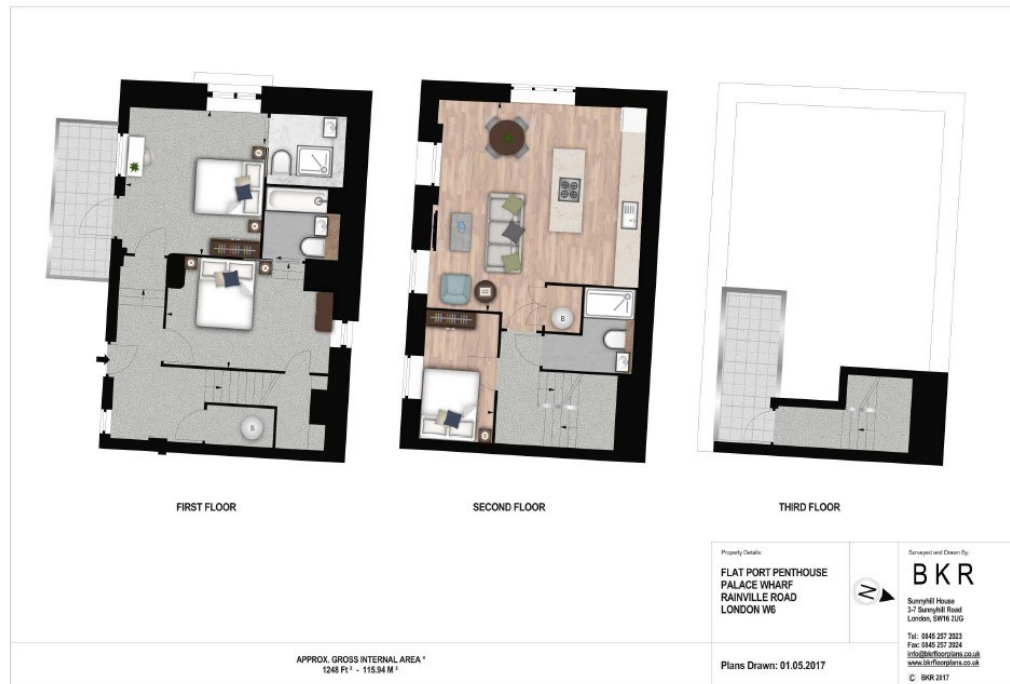 B
B
FIRST FLOOR
SECOND FLOOR
THIRD FLOOR
Property Details:
FLAT PORT PENTHOUSE
PALACE WHARF
RAINVILLE ROAD
LONDON W6
N
Surveyed and Drawn By:
BKR
Sunnyhill House
3-7 Sunnyhill Road
London, SW16 2UG
Tel: 0845 257 2023
Fax: 0845 257 2024
info@bkrfloorplans.co.uk
www.bkrfloorplans.co.uk
© BKR 2017
APPROX. GROSS INTERNAL AREA *
1248 Ft² - 115.94 M²
Plans Drawn: 01.05.2017